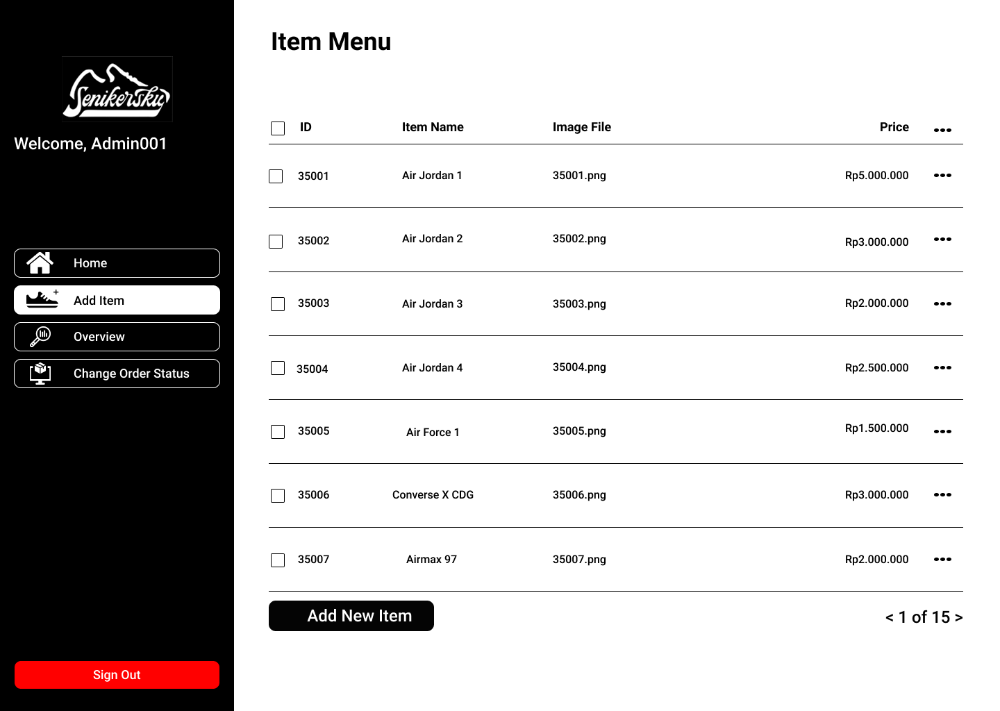 Senikersku
Welcome, Admin001
Home
Add Item
Overview
Change Order Status
Sign Out
Item Menu
ID Item Name Image File Price
35001 Air Jordan 1 35001.png Rp5.000.000
35002 Air Jordan 2 35002.png Rp3.000.000
35003 Air Jordan 3 35003.png Rp2.000.000
35004 Air Jordan 4 35004.png Rp2.500.000
35005 Air Force 1 35005.png Rp1.500.000
35006 Converse X CDG 35006.png Rp3.000.000
35007 Airmax 97 35007.png Rp2.000.000
Add New Item
< 1 of 15 >